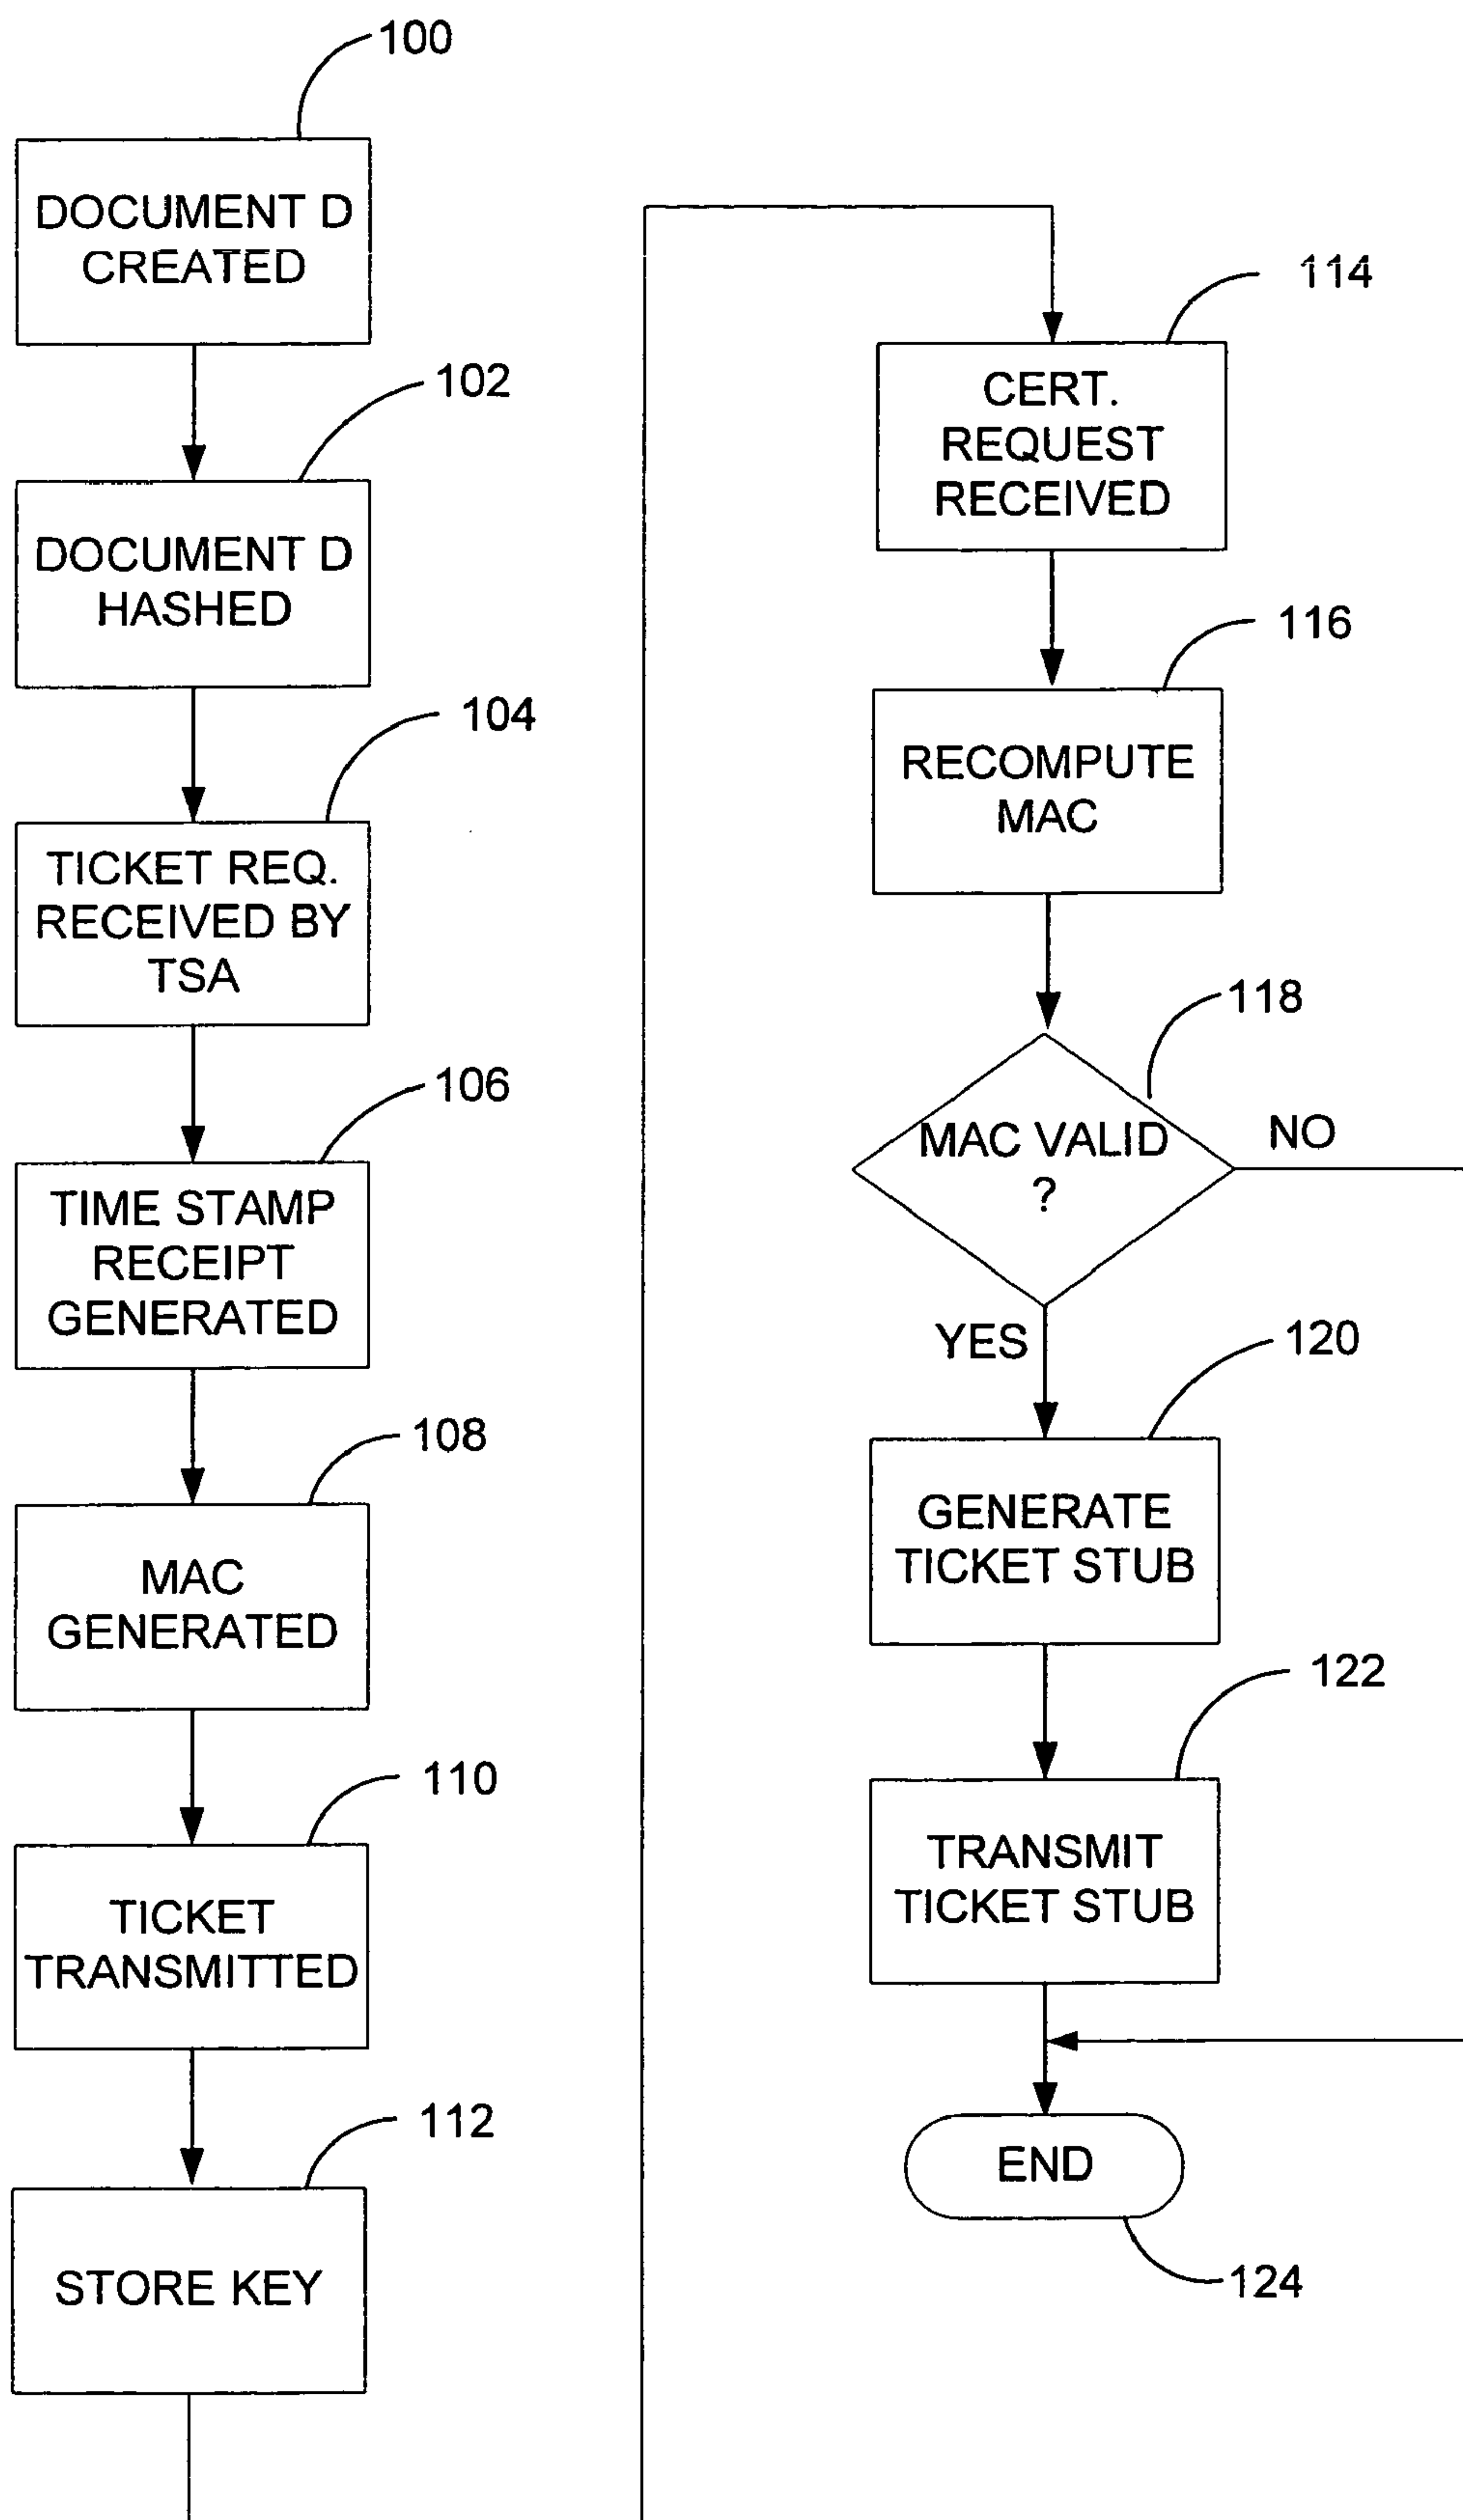 100
DOCUMENT D
CREATED
102
DOCUMENT D
HASHED
104
TICKET REQ.
RECEIVED BY
TSA
106
TIME STAMP
RECEIPT
GENERATED
108
MAC
GENERATED
110
TICKET
TRANSMITTED
112
STORE KEY
114
CERT.
REQUEST
RECEIVED
116
RECOMPUTE
MAC
118
MAC VALID
?
NO
YES
120
GENERATE
TICKET STUB
122
TRANSMIT
TICKET STUB
END
124